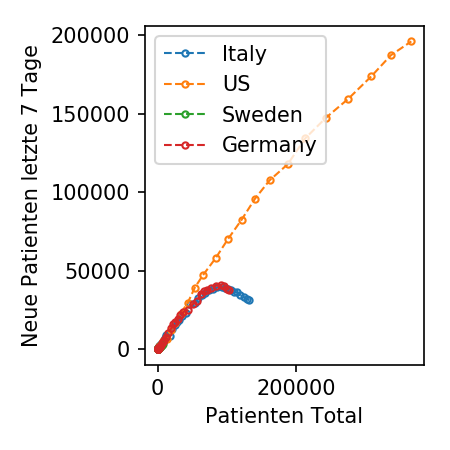 200000
150000
100000
50000
0
Neue Patienten letzte 7 Tage
Italy
US
Sweden
Germany
0
200000
Patienten Total